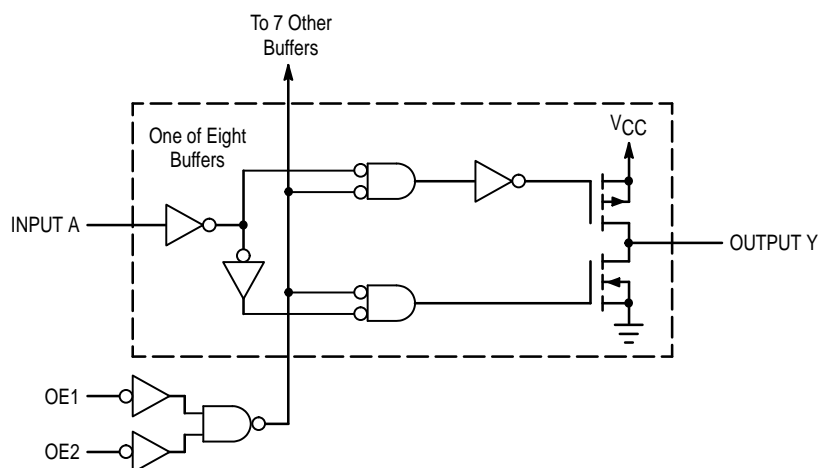 To 7 Other
Buffers
One of Eight
Buffers
VCC
INPUT A
OUTPUT Y
OE1
OE2